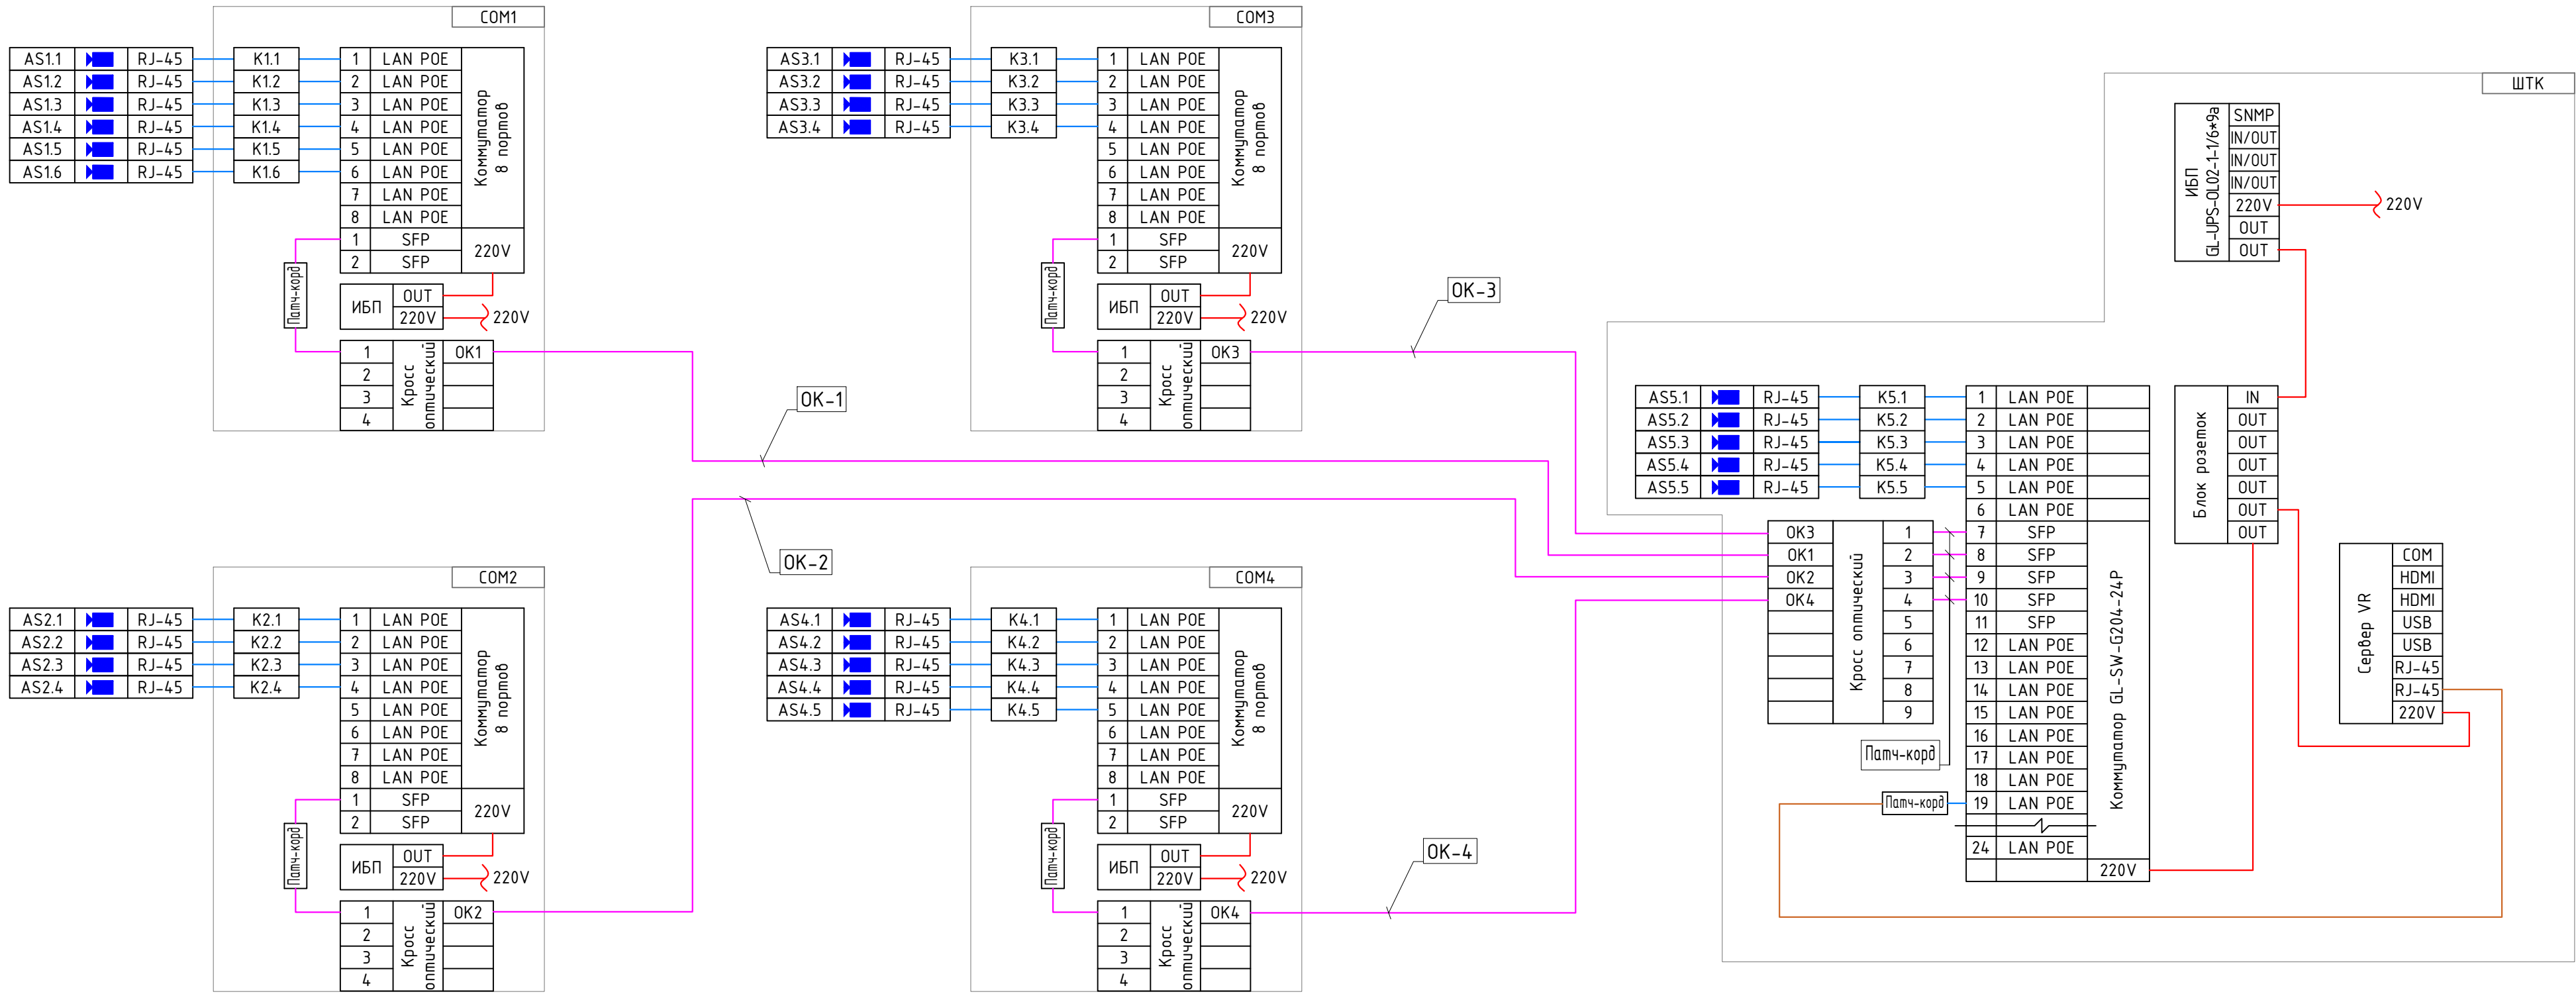 COM1
AS1.1 RJ-45 K1.1 1 LAN POE
AS1.2 RJ-45 K1.2 2 LAN POE
AS1.3 RJ-45 K1.3 3 LAN POE
AS1.4 RJ-45 K1.4 4 LAN POE
AS1.5 RJ-45 K1.5 5 LAN POE
AS1.6 RJ-45 K1.6 6 LAN POE
7 LAN POE
8 LAN POE
Коммутатор
8 портов
1 SFP
2 SFP
220V
Патч-корд
ИБП
OUT
220V
220V
1
2
3
4
Кросс
оптический
OK1
COM3
AS3.1 RJ-45 K3.1 1 LAN POE
AS3.2 RJ-45 K3.2 2 LAN POE
AS3.3 RJ-45 K3.3 3 LAN POE
AS3.4 RJ-45 K3.4 4 LAN POE
5 LAN POE
6 LAN POE
7 LAN POE
8 LAN POE
Коммутатор
8 портов
1 SFP
2 SFP
220V
Патч-корд
ИБП
OUT
220V
220V
1
2
3
4
Кросс
оптический
OK3
OK-3
OK-1
OK-2
COM2
AS2.1 RJ-45 K2.1 1 LAN POE
AS2.2 RJ-45 K2.2 2 LAN POE
AS2.3 RJ-45 K2.3 3 LAN POE
AS2.4 RJ-45 K2.4 4 LAN POE
5 LAN POE
6 LAN POE
7 LAN POE
8 LAN POE
Коммутатор
8 портов
1 SFP
2 SFP
220V
Патч-корд
ИБП
OUT
220V
220V
1
2
3
4
Кросс
оптический
OK2
COM4
AS4.1 RJ-45 K4.1 1 LAN POE
AS4.2 RJ-45 K4.2 2 LAN POE
AS4.3 RJ-45 K4.3 3 LAN POE
AS4.4 RJ-45 K4.4 4 LAN POE
AS4.5 RJ-45 K4.5 5 LAN POE
6 LAN POE
7 LAN POE
8 LAN POE
Коммутатор
8 портов
1 SFP
2 SFP
220V
Патч-корд
ИБП
OUT
220V
220V
1
2
3
4
Кросс
оптический
OK4
OK-4
ШТК
ИБП
GL-UPS-OL02-1-1/6*9a
SNMP
IN/OUT
IN/OUT
IN/OUT
220V
OUT
OUT
220V
AS5.1 RJ-45 K5.1 1 LAN POE
AS5.2 RJ-45 K5.2 2 LAN POE
AS5.3 RJ-45 K5.3 3 LAN POE
AS5.4 RJ-45 K5.4 4 LAN POE
AS5.5 RJ-45 K5.5 5 LAN POE
6 LAN POE
7 SFP
8 SFP
9 SFP
10 SFP
11 SFP
12 LAN POE
13 LAN POE
14 LAN POE
15 LAN POE
16 LAN POE
17 LAN POE
18 LAN POE
19 LAN POE
24 LAN POE
220V
Коммутатор GL-SW-G204-24P
OK3
OK1
OK2
OK4
Кросс оптический
1
2
3
4
5
6
7
8
9
Патч-корд
Патч-корд
Блок розеток
IN
OUT
OUT
OUT
OUT
OUT
OUT
Сервер VR
COM
HDMI
HDMI
USB
USB
RJ-45
RJ-45
220V